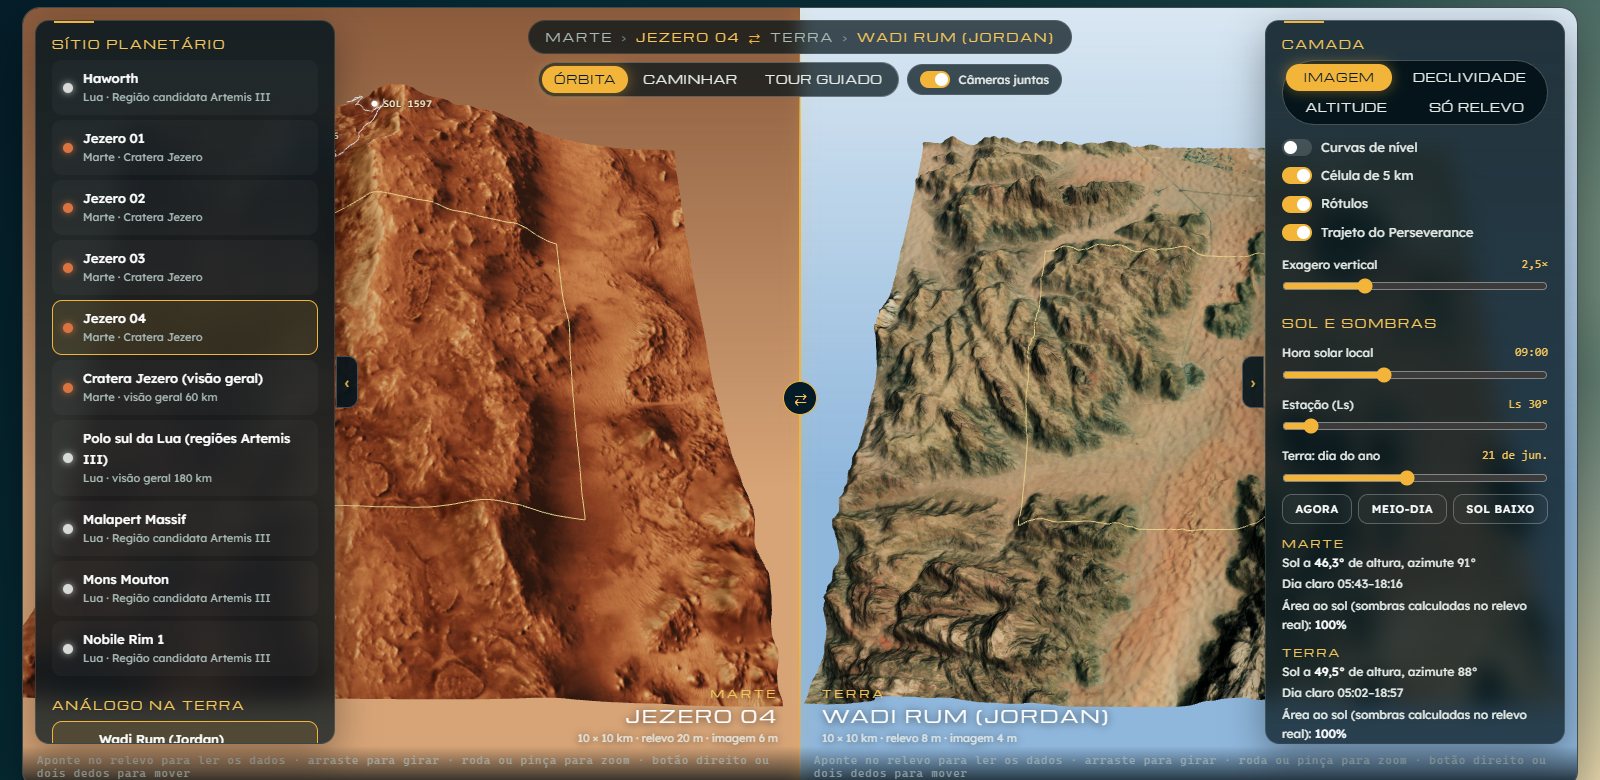 SÍTIO PLANETÁRIO
Haworth
Lua · Região candidata Artemis III
Jezero 01
Marte · Cratera Jezero
Jezero 02
Marte · Cratera Jezero
Jezero 03
Marte · Cratera Jezero
Jezero 04
Marte · Cratera Jezero
Cratera Jezero (visão geral)
Marte · visão geral 60 km
Polo sul da Lua (regiões Artemis
III)
Lua · visão geral 180 km
Malapert Massif
Lua · Região candidata Artemis III
Mons Mouton
Lua · Região candidata Artemis III
Nobile Rim 1
Lua · Região candidata Artemis III
ANÁLOGO NA TERRA
Wadi Rum (Jordan)
MARTE › JEZERO 04 ⇄ TERRA › WADI RUM (JORDAN)
ÓRBITA CAMINHAR TOUR GUIADO Câmeras juntas
SOL 1597
MARTE
JEZERO 04
10 × 10 km · relevo 20 m · imagem 6 m
Aponte no relevo para ler os dados · arraste para girar · roda ou pinça para zoom · botão direito ou
dois dedos para mover
TERRA
WADI RUM (JORDAN)
10 × 10 km · relevo 8 m · imagem 4 m
Aponte no relevo para ler os dados · arraste para girar · roda ou pinça para zoom · botão direito ou
dois dedos para mover
CAMADA
IMAGEM DECLIVIDADE
ALTITUDE SÓ RELEVO
Curvas de nível
Célula de 5 km
Rótulos
Trajeto do Perseverance
Exagero vertical 2,5×
SOL E SOMBRAS
Hora solar local 09:00
Estação (Ls) Ls 30°
Terra: dia do ano 21 de jun.
AGORA MEIO-DIA SOL BAIXO
MARTE
Sol a 46,3° de altura, azimute 91°
Dia claro 05:43–18:16
Área ao sol (sombras calculadas no relevo
real): 100%
TERRA
Sol a 49,5° de altura, azimute 88°
Dia claro 05:02–18:57
Área ao sol (sombras calculadas no relevo
real): 100%